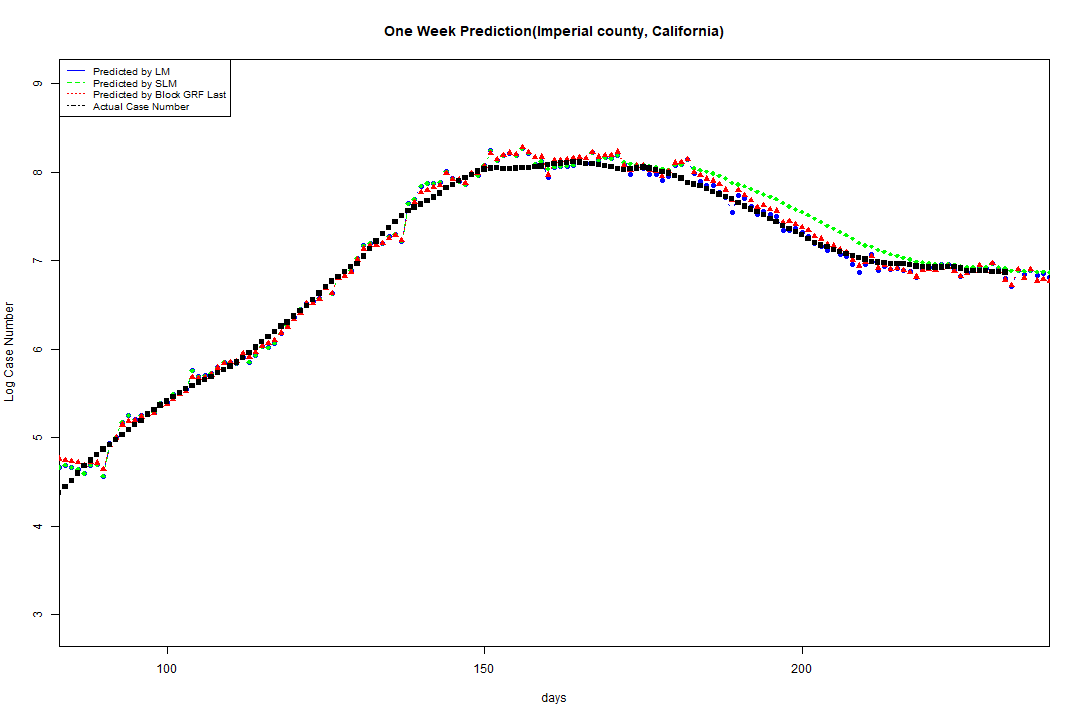 One Week Prediction(Imperial county, California)
Predicted by LM
Predicted by SLM
Predicted by Block GRF Last
Actual Case Number
9
8
7
6
5
4
3
Log Case Number
100 150 200
days